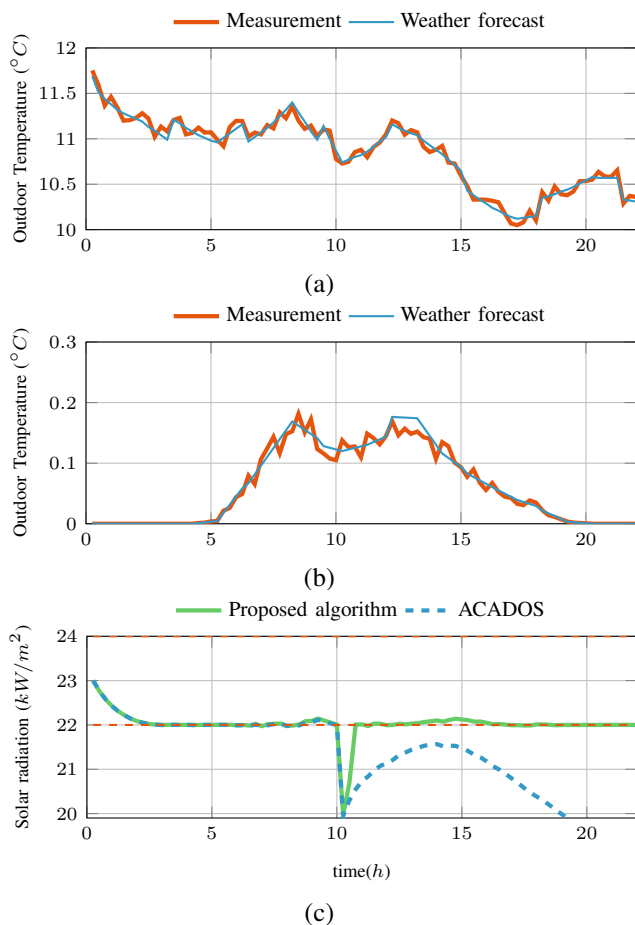 Measurement Weather forecast
12
11.5
11
10.5
10
Outdoor Temperature (°C)
0 5 10 15 20
(a)
Measurement Weather forecast
0.3
0.2
0.1
0
Outdoor Temperature (°C)
0 5 10 15 20
(b)
Proposed algorithm ACADOS
24
23
22
21
20
Solar radiation (kW/m²)
0 5 10 15 20
time(h)
(c)